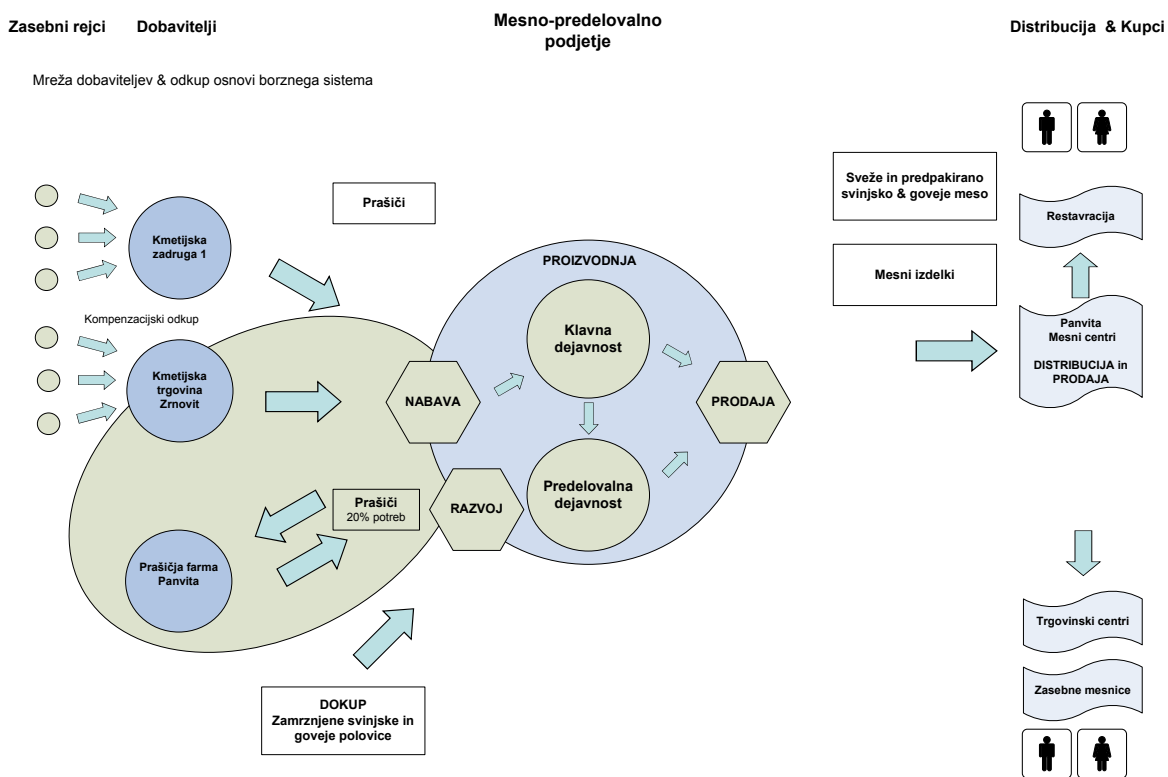 Zasebni rejci
Dobavitelji
Mesno-predelovalno
podjetje
Distribucija & Kupci
Mreža dobaviteljev & odkup osnovi borznega sistema
Kmetijska
zadruga 1
Prašiči
Sveže in predpakirano
svinjsko & goveje meso
Restavracija
Mesni izdelki
Kompenzacijski odkup
Kmetijska
trgovina
Zrnovit
PROIZVODNJA
Klavna
dejavnost
NABAVA
PRODAJA
Panvita
Mesni centri
DISTRIBUCIJA in
PRODAJA
Predelovalna
dejavnost
Prašiči
20% potreb
RAZVOJ
Prašičja farma
Panvita
Trgovinski centri
Zasebne mesnice
DOKUP
Zamrznjene svinjske in
goveje polovice